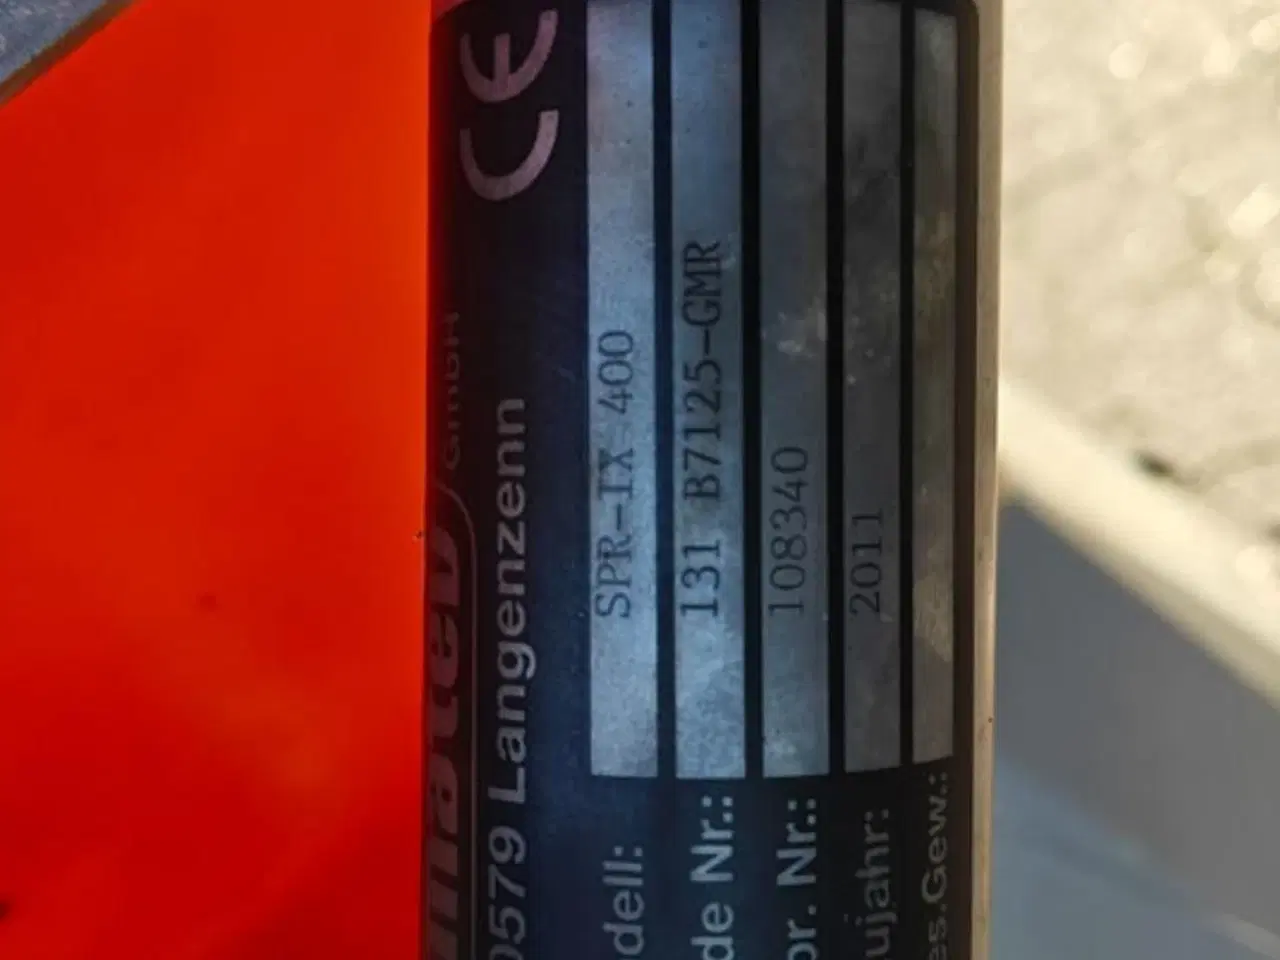 GmbH
CE
0579 Langenzenn
dell: SPR-IX 400
de Nr.: 131 B7125-GMR
br. Nr.: 108340
ujahr: 2011
es.Gew.: